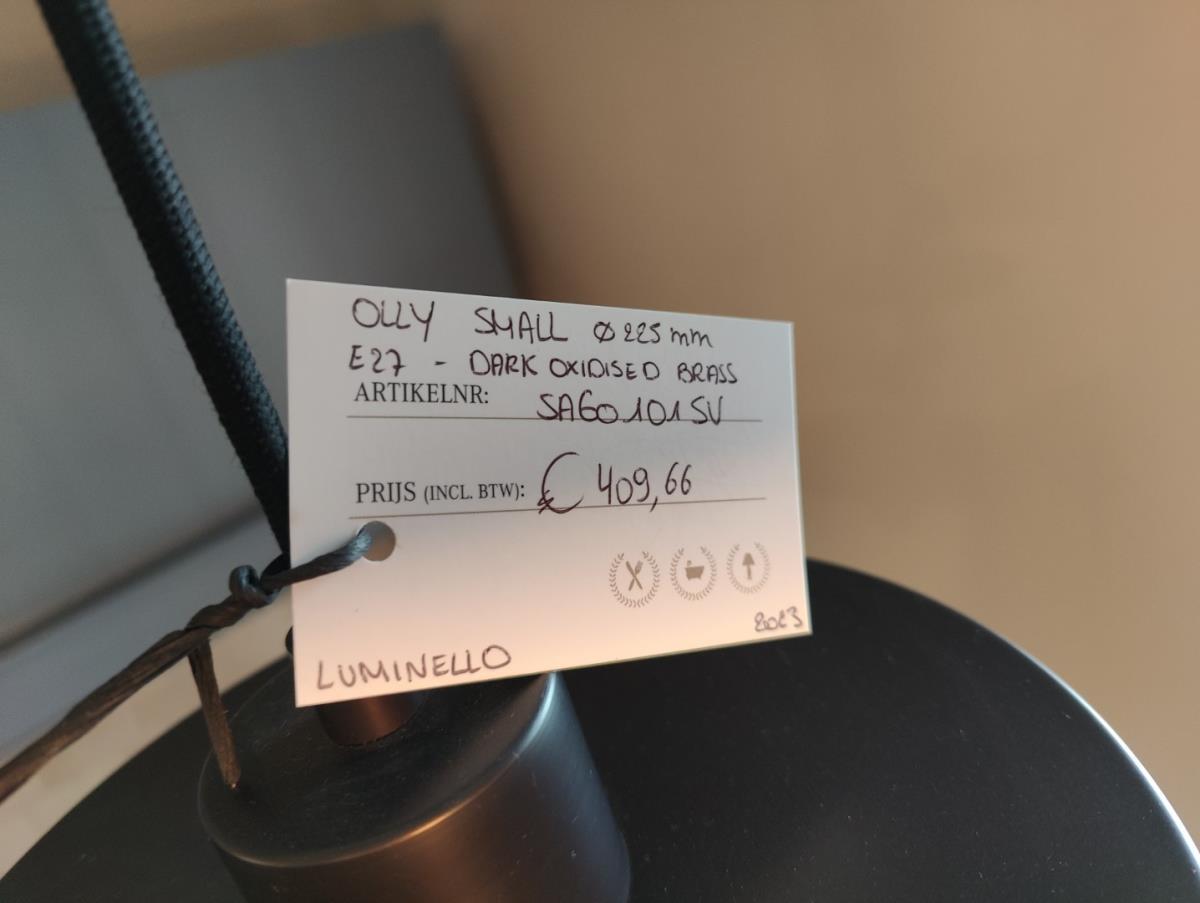 OLLY SMALL Ø 225 mm
E27 - DARK OXIDISED BRASS
ARTIKELNR: SA60101SV
PRIJS (INCL. BTW): € 409,66
2023
LUMINELLO